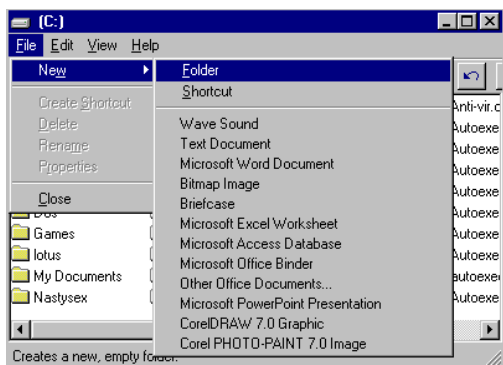 (C:)
File Edit View Help
New
Folder
Shortcut
Create Shortcut
Delete
Rename
Properties
Close
Wave Sound
Text Document
Microsoft Word Document
Bitmap Image
Briefcase
Microsoft Excel Worksheet
Microsoft Access Database
Microsoft Office Binder
Other Office Documents...
Microsoft PowerPoint Presentation
CorelDRAW 7.0 Graphic
Corel PHOTO-PAINT 7.0 Image
Dos
Games
lotus
My Documents
Nastysex
Anti-vir.c
Autoexe
Autoexe
Autoexe
Autoexe
Autoexe
Autoexe
Autoexe
autoexe
Autoexe
Creates a new, empty folder.